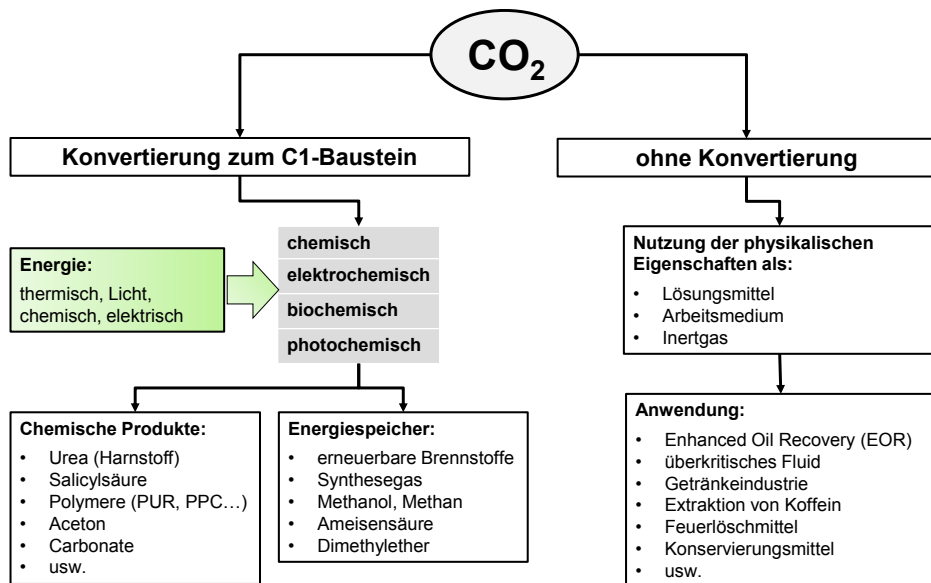 CO₂
Konvertierung zum C1-Baustein
ohne Konvertierung
Energie:
thermisch, Licht,
chemisch, elektrisch
chemisch
elektrochemisch
biochemisch
photochemisch
Nutzung der physikalischen
Eigenschaften als:
• Lösungsmittel
• Arbeitsmedium
• Inertgas
Chemische Produkte:
• Urea (Harnstoff)
• Salicylsäure
• Polymere (PUR, PPC…)
• Aceton
• Carbonate
• usw.
Energiespeicher:
• erneuerbare Brennstoffe
• Synthesegas
• Methanol, Methan
• Ameisensäure
• Dimethylether
Anwendung:
• Enhanced Oil Recovery (EOR)
• überkritisches Fluid
• Getränkeindustrie
• Extraktion von Koffein
• Feuerlöschmittel
• Konservierungsmittel
• usw.